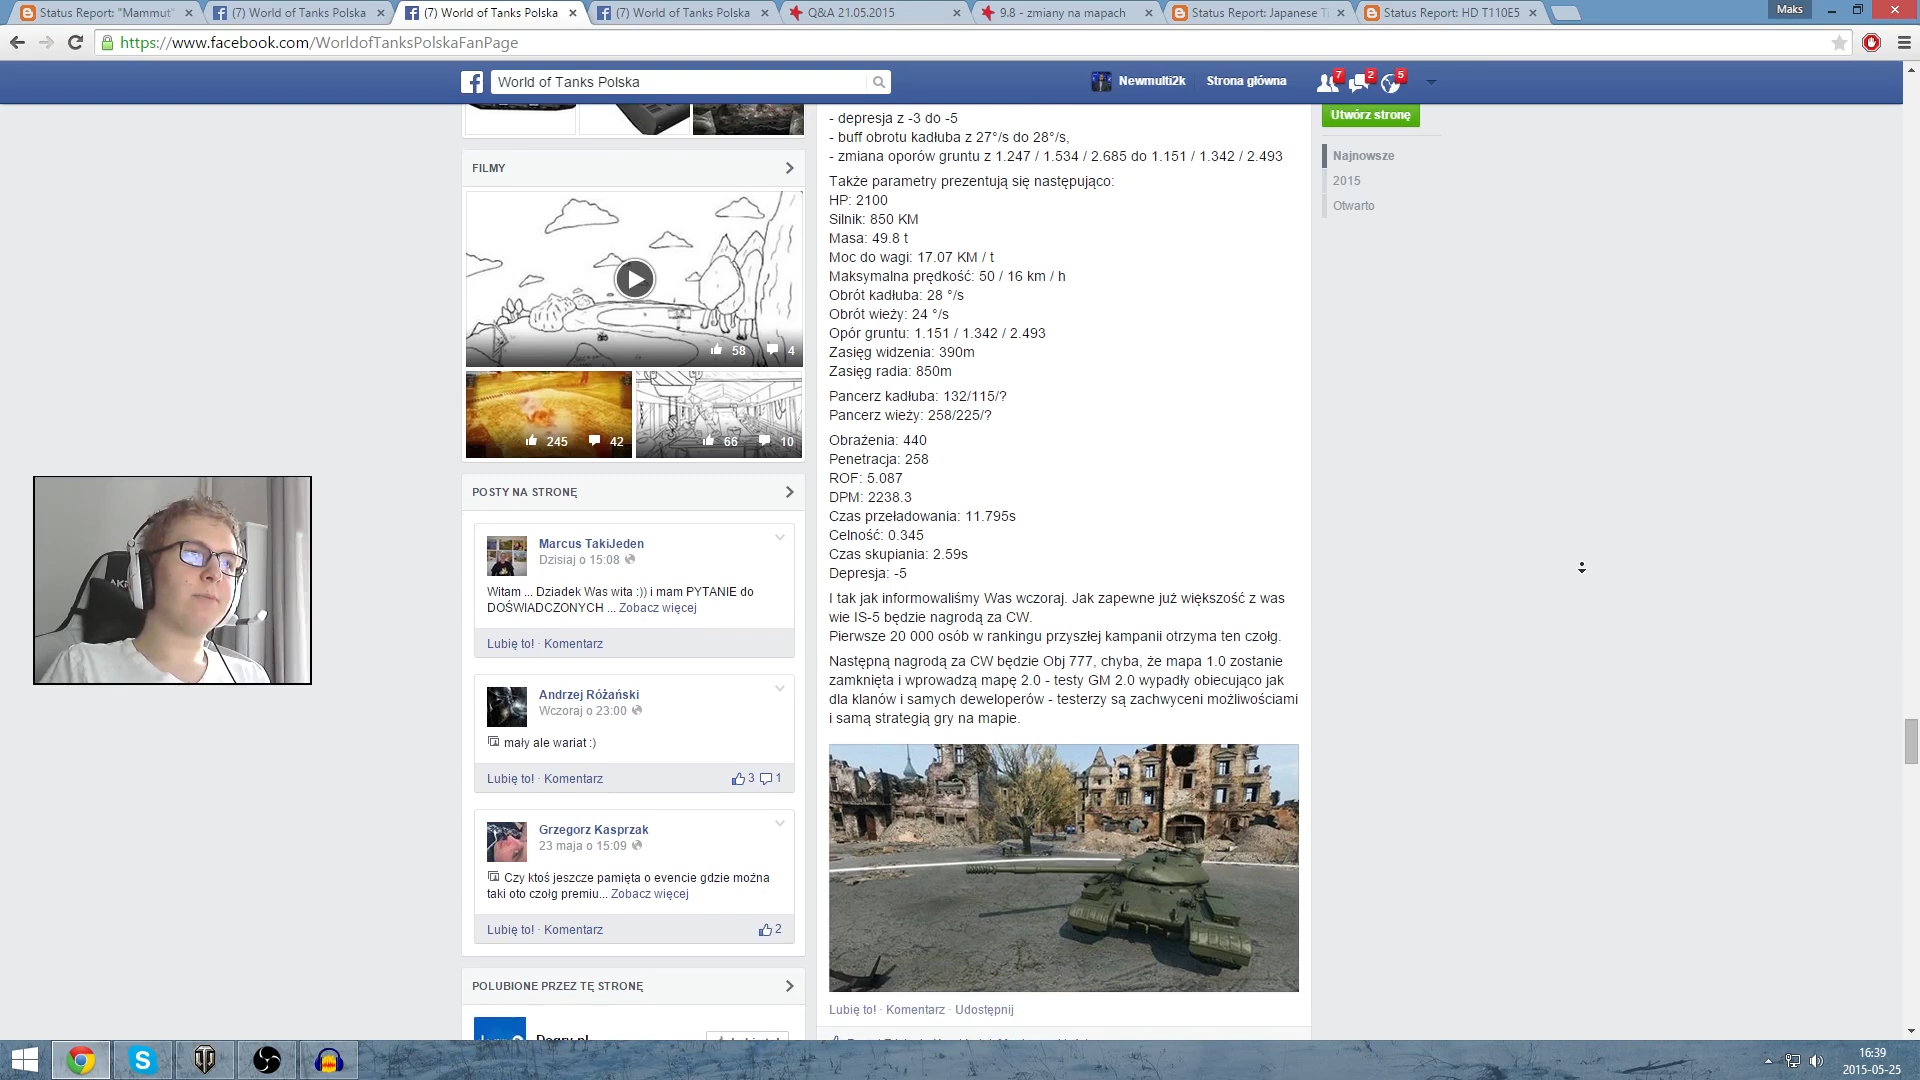 Status Report: "Mammut"
(7) World of Tanks Polska
(7) World of Tanks Polska
(7) World of Tanks Polska
Q&A 21.05.2015
9.8 - zmiany na mapach
Status Report: Japanese Ti
Status Report: HD T110E5
Maks
https://www.facebook.com/WorldofTanksPolskaFanPage
World of Tanks Polska
Newmulti2k
Strona główna
7
2
5
Utwórz stronę
Najnowsze
2015
Otwarto
FILMY
58
4
245
42
66
10
POSTY NA STRONĘ
Marcus TakiJeden
Dzisiaj o 15:08
Witam ... Dziadek Was wita :)) i mam PYTANIE do
DOŚWIADCZONYCH ... Zobacz więcej
Lubię to! · Komentarz
Andrzej Różański
Wczoraj o 23:00
mały ale wariat :)
Lubię to! · Komentarz
3
1
Grzegorz Kasprzak
23 maja o 15:09
Czy ktoś jeszcze pamięta o evencie gdzie można
taki oto czołg premiu... Zobacz więcej
Lubię to! · Komentarz
2
POLUBIONE PRZEZ TĘ STRONĘ
- depresja z -3 do -5
- buff obrotu kadłuba z 27°/s do 28°/s,
- zmiana oporów gruntu z 1.247 / 1.534 / 2.685 do 1.151 / 1.342 / 2.493
Także parametry prezentują się następująco:
HP: 2100
Silnik: 850 KM
Masa: 49.8 t
Moc do wagi: 17.07 KM / t
Maksymalna prędkość: 50 / 16 km / h
Obrót kadłuba: 28 °/s
Obrót wieży: 24 °/s
Opór gruntu: 1.151 / 1.342 / 2.493
Zasięg widzenia: 390m
Zasięg radia: 850m
Pancerz kadłuba: 132/115/?
Pancerz wieży: 258/225/?
Obrażenia: 440
Penetracja: 258
ROF: 5.087
DPM: 2238.3
Czas przeładowania: 11.795s
Celność: 0.345
Czas skupiania: 2.59s
Depresja: -5
I tak jak informowaliśmy Was wczoraj. Jak zapewne już większość z was
wie IS-5 będzie nagrodą za CW.
Pierwsze 20 000 osób w rankingu przyszłej kampanii otrzyma ten czołg.
Następną nagrodą za CW będzie Obj 777, chyba, że mapa 1.0 zostanie
zamknięta i wprowadzą mapę 2.0 - testy GM 2.0 wypadły obiecująco jak
dla klanów i samych deweloperów - testerzy są zachwyceni możliwościami
i samą strategią gry na mapie.
Lubię to! · Komentarz · Udostępnij
16:39
2015-05-25